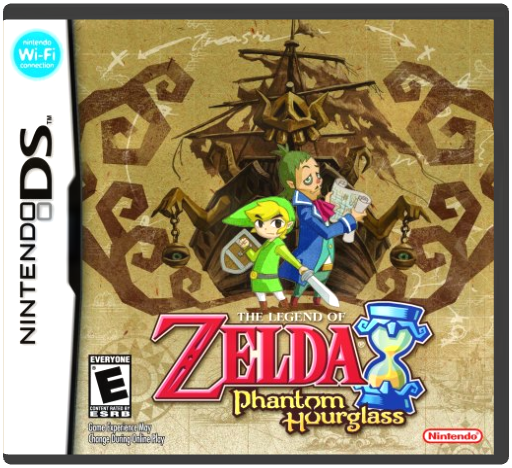 Nintendo
Wi-Fi
connection
NINTENDO DS™
Treasure
THE LEGEND OF
ZELDA
Phantom
Hourglass
EVERYONE
E
CONTENT RATED BY
ESRB
Game Experience May
Change During Online Play
Nintendo